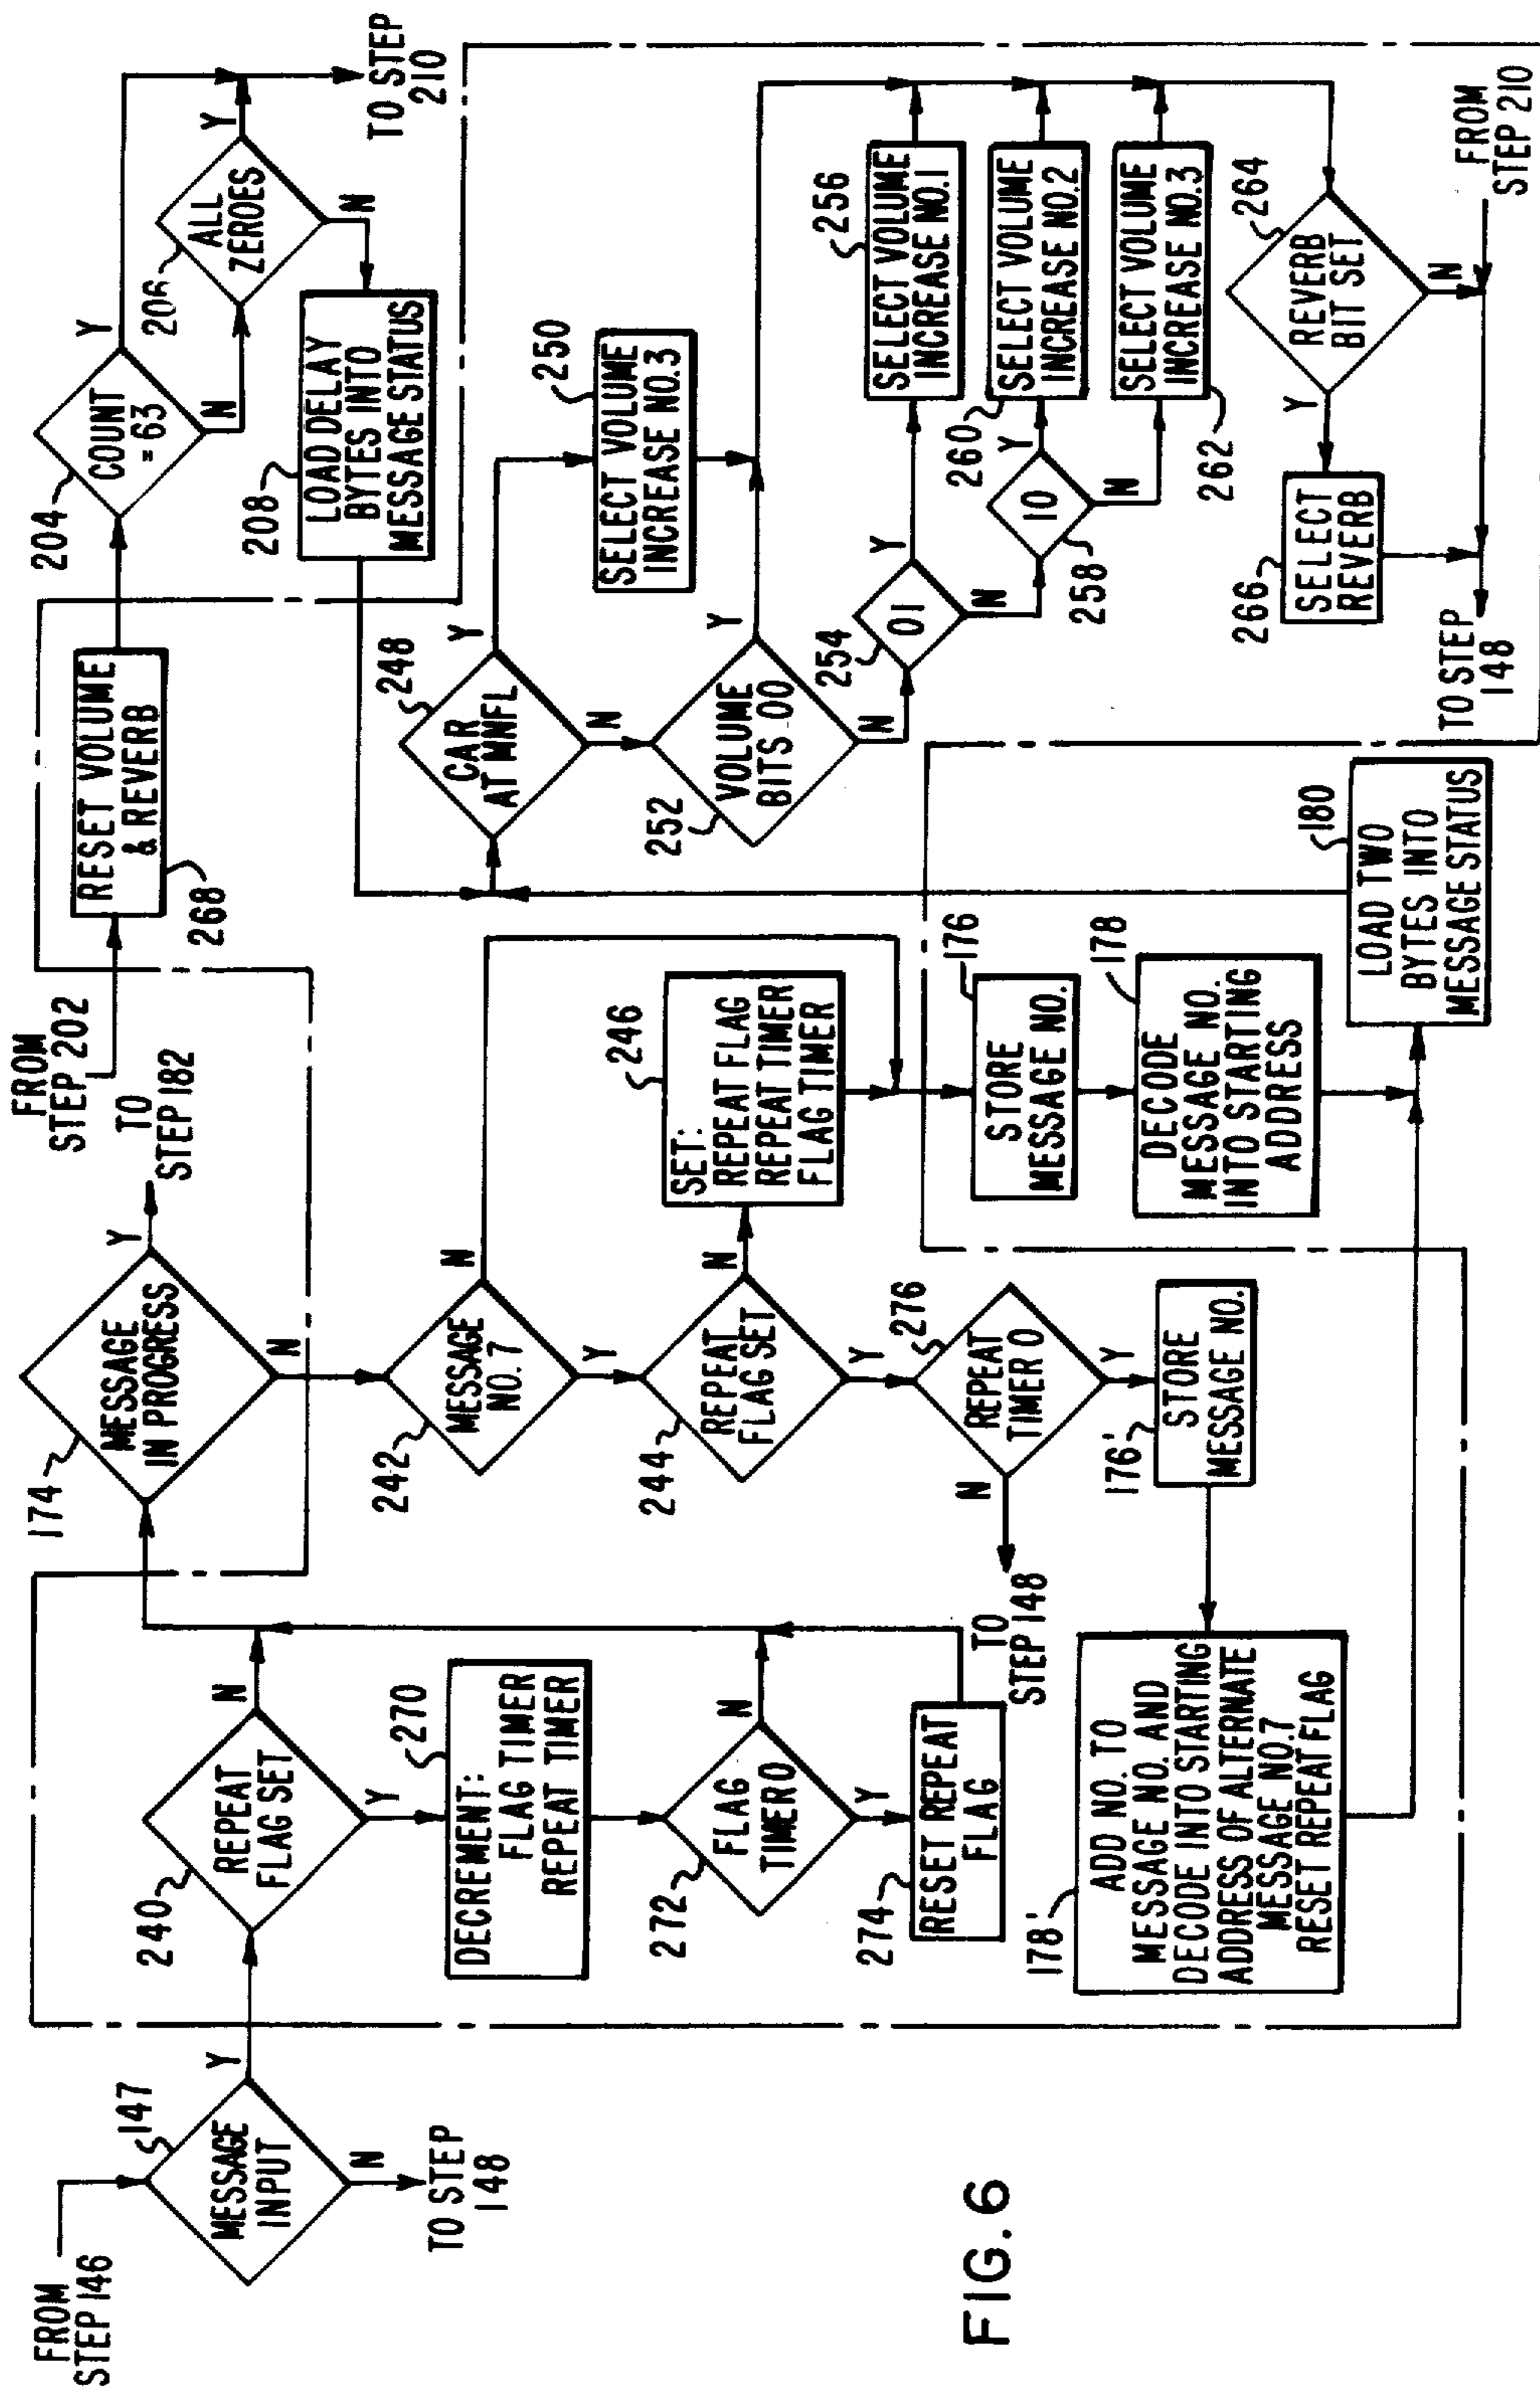 FROM
STEP 146
147
MESSAGE
INPUT
Y
N
TO STEP
148
240
REPEAT
FLAG SET
N
Y
270
DECREMENT:
FLAG TIMER
REPEAT TIMER
272
FLAG
TIMER 0
N
Y
274
RESET REPEAT
FLAG
174
MESSAGE
IN PROGRESS
Y
TO
STEP 182
N
242
MESSAGE
NO. 7
N
Y
244
REPEAT
FLAG SET
N
Y
246
SET:
REPEAT FLAG
REPEAT TIMER
FLAG TIMER
276
REPEAT
TIMER 0
N
TO
STEP 148
Y
176'
STORE
MESSAGE NO.
178'
ADD NO. TO
MESSAGE NO. AND
DECODE INTO STARTING
ADDRESS OF ALTERNATE
MESSAGE NO.7
RESET REPEAT FLAG
176
STORE
MESSAGE NO.
178
DECODE
MESSAGE NO.
INTO STARTING
ADDRESS
180
LOAD TWO
BYTES INTO
MESSAGE STATUS
FROM
STEP 202
RESET VOLUME
& REVERB
268
204
COUNT
=63
Y
N
206
ALL
ZEROES
Y
N
TO STEP
210
208
LOAD DELAY
BYTES INTO
MESSAGE STATUS
248
CAR
AT MNFL
Y
N
250
SELECT VOLUME
INCREASE NO.3
252
VOLUME
BITS 00
Y
N
254
01
Y
N
256
SELECT VOLUME
INCREASE NO.1
258
10
Y
N
260
SELECT VOLUME
INCREASE NO.2
262
SELECT VOLUME
INCREASE NO.3
264
REVERB
BIT SET
Y
N
266
SELECT
REVERB
FROM
STEP 210
TO STEP
148
FIG. 6